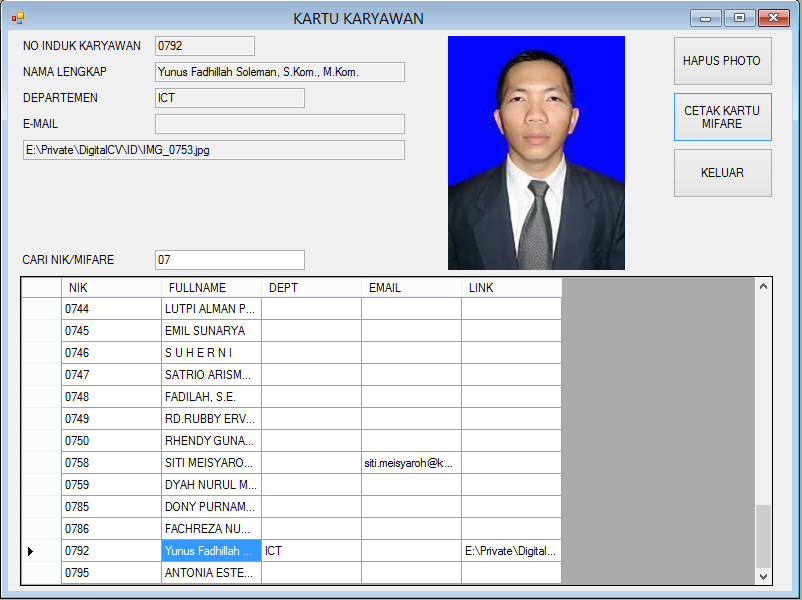 KARTU KARYAWAN
NO INDUK KARYAWAN 0792
NAMA LENGKAP Yunus Fadhillah Soleman, S.Kom., M.Kom.
DEPARTEMEN ICT
E-MAIL
E:\Private\DigitalCV\ID\IMG_0753.jpg
HAPUS PHOTO
CETAK KARTU
MIFARE
KELUAR
CARI NIK/MIFARE 07
NIK FULLNAME DEPT EMAIL LINK
0744 LUTPI ALMAN P...
0745 EMIL SUNARYA
0746 S U H E R N I
0747 SATRIO ARISM...
0748 FADILAH, S.E.
0749 RD.RUBBY ERV...
0750 RHENDY GUNA...
0758 SITI MEISYARO... siti.meisyaroh@k...
0759 DYAH NURUL M...
0785 DONY PURNAM...
0786 FACHREZA NU...
0792 Yunus Fadhillah ... ICT E:\Private\Digital...
0795 ANTONIA ESTE...